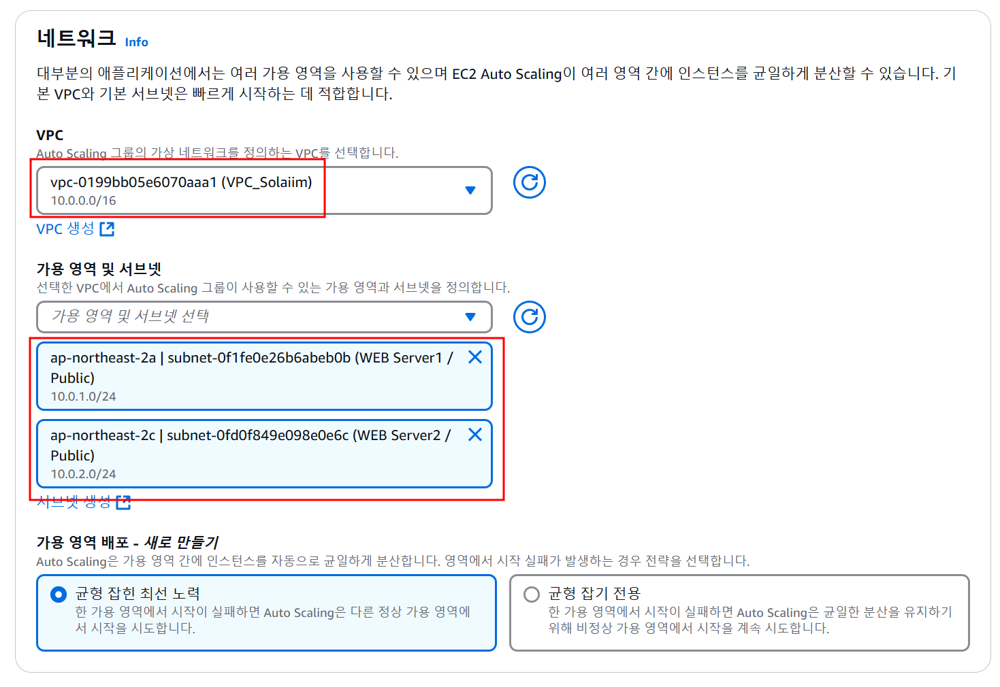 네트워크 Info
대부분의 애플리케이션에서는 여러 가용 영역을 사용할 수 있으며 EC2 Auto Scaling이 여러 영역 간에 인스턴스를 균일하게 분산할 수 있습니다. 기
본 VPC와 기본 서브넷은 빠르게 시작하는 데 적합합니다.
VPC
Auto Scaling 그룹의 가상 네트워크를 정의하는 VPC를 선택합니다.
vpc-0199bb05e6070aaa1 (VPC_Solaiim)
10.0.0.0/16
VPC 생성
가용 영역 및 서브넷
선택한 VPC에서 Auto Scaling 그룹이 사용할 수 있는 가용 영역과 서브넷을 정의합니다.
가용 영역 및 서브넷 선택
ap-northeast-2a | subnet-0f1fe0e26b6abeb0b (WEB Server1 /
Public)
10.0.1.0/24
ap-northeast-2c | subnet-0fd0f849e098e0e6c (WEB Server2 /
Public)
10.0.2.0/24
서브넷 생성
가용 영역 배포 - 새로 만들기
Auto Scaling은 가용 영역 간에 인스턴스를 자동으로 균일하게 분산합니다. 영역에서 시작 실패가 발생하는 경우 전략을 선택합니다.
균형 잡힌 최선 노력
한 가용 영역에서 시작이 실패하면 Auto Scaling은 다른 정상 가용 영역에
서 시작을 시도합니다.
균형 잡기 전용
한 가용 영역에서 시작이 실패하면 Auto Scaling은 균일한 분산을 유지하기
위해 비정상 가용 영역에서 시작을 계속 시도합니다.